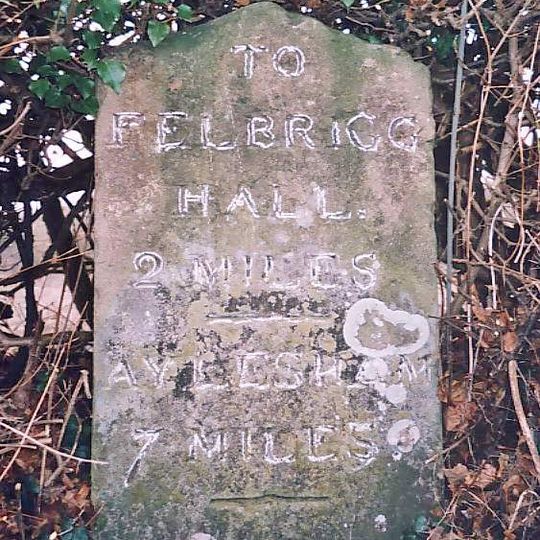 TO
FELBRIGG
HALL.
2 MILES
AYLESHAM
7 MILES